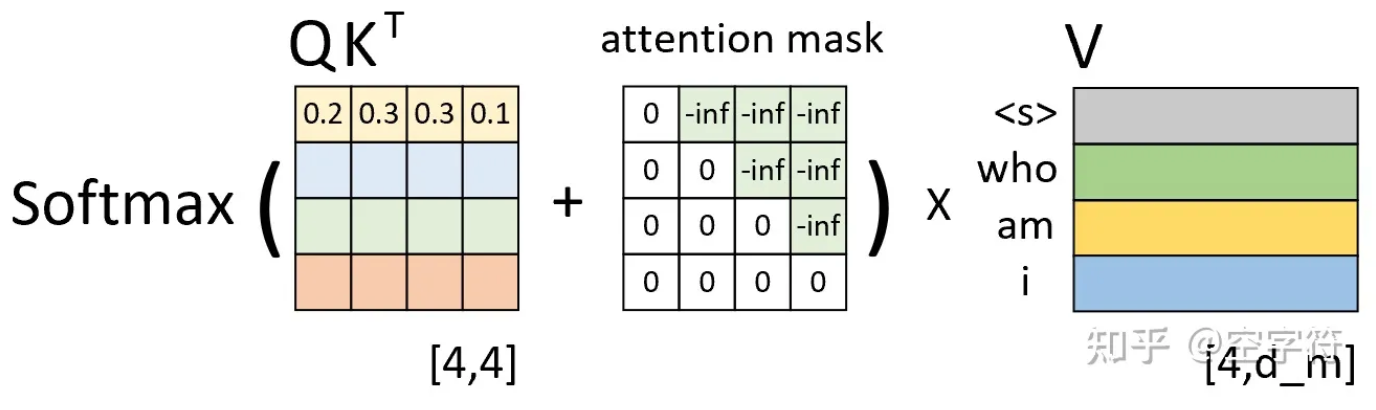 QKᵀ
attention mask
V
0.2 0.3 0.3 0.1
0 -inf -inf -inf
0 0 -inf -inf
0 0 0 -inf
0 0 0 0
Softmax ( + ) X
<s>
who
am
i
[4,4]
[4,d_m]
知乎 @空字符